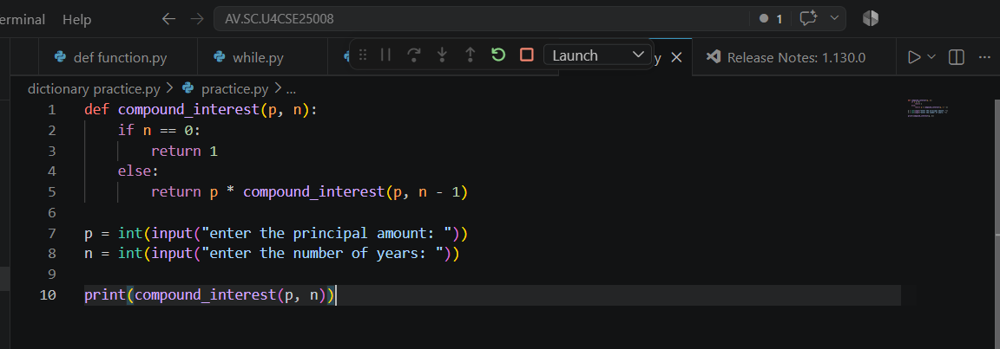 erminal Help AV.SC.U4CSE25008 1
def function.py while.py Launch y Release Notes: 1.130.0
dictionary practice.py > practice.py > ...
1 def compound_interest(p, n):
2 if n == 0:
3 return 1
4 else:
5 return p * compound_interest(p, n - 1)
6
7 p = int(input("enter the principal amount: "))
8 n = int(input("enter the number of years: "))
9
10 print(compound_interest(p, n))